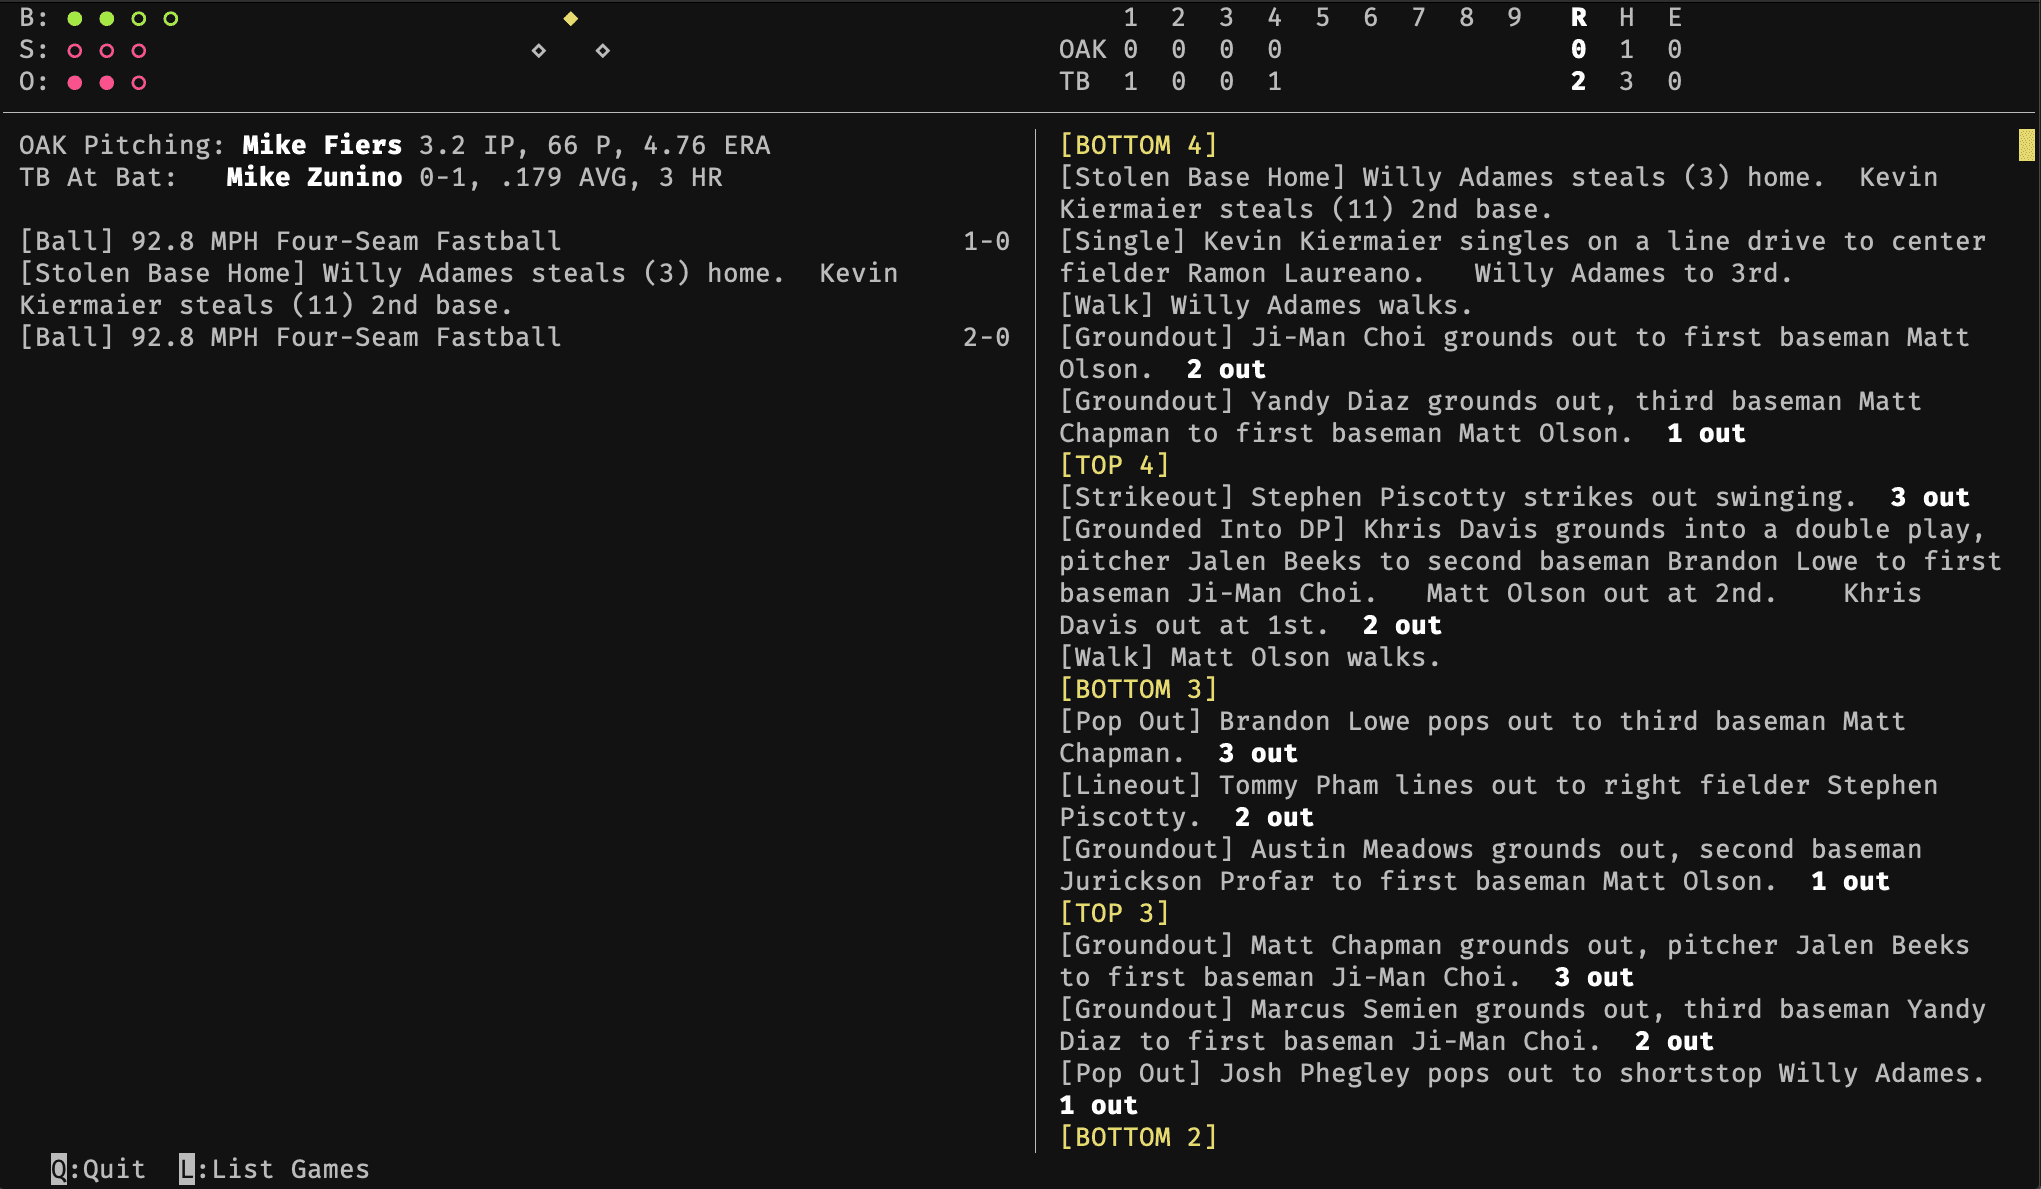 B:
S:
O:
1 2 3 4 5 6 7 8 9 R H E
OAK 0 0 0 0 0 1 0
TB 1 0 0 1 2 3 0
OAK Pitching: Mike Fiers 3.2 IP, 66 P, 4.76 ERA
TB At Bat: Mike Zunino 0-1, .179 AVG, 3 HR
[Ball] 92.8 MPH Four-Seam Fastball 1-0
[Stolen Base Home] Willy Adames steals (3) home. Kevin
Kiermaier steals (11) 2nd base.
[Ball] 92.8 MPH Four-Seam Fastball 2-0
[BOTTOM 4]
[Stolen Base Home] Willy Adames steals (3) home. Kevin
Kiermaier steals (11) 2nd base.
[Single] Kevin Kiermaier singles on a line drive to center
fielder Ramon Laureano. Willy Adames to 3rd.
[Walk] Willy Adames walks.
[Groundout] Ji-Man Choi grounds out to first baseman Matt
Olson. 2 out
[Groundout] Yandy Diaz grounds out, third baseman Matt
Chapman to first baseman Matt Olson. 1 out
[TOP 4]
[Strikeout] Stephen Piscotty strikes out swinging. 3 out
[Grounded Into DP] Khris Davis grounds into a double play,
pitcher Jalen Beeks to second baseman Brandon Lowe to first
baseman Ji-Man Choi. Matt Olson out at 2nd. Khris
Davis out at 1st. 2 out
[Walk] Matt Olson walks.
[BOTTOM 3]
[Pop Out] Brandon Lowe pops out to third baseman Matt
Chapman. 3 out
[Lineout] Tommy Pham lines out to right fielder Stephen
Piscotty. 2 out
[Groundout] Austin Meadows grounds out, second baseman
Jurickson Profar to first baseman Matt Olson. 1 out
[TOP 3]
[Groundout] Matt Chapman grounds out, pitcher Jalen Beeks
to first baseman Ji-Man Choi. 3 out
[Groundout] Marcus Semien grounds out, third baseman Yandy
Diaz to first baseman Ji-Man Choi. 2 out
[Pop Out] Josh Phegley pops out to shortstop Willy Adames.
1 out
[BOTTOM 2]
Q:Quit L:List Games